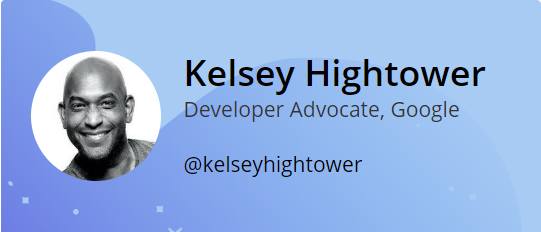 Kelsey Hightower
Developer Advocate, Google
@kelseyhightower